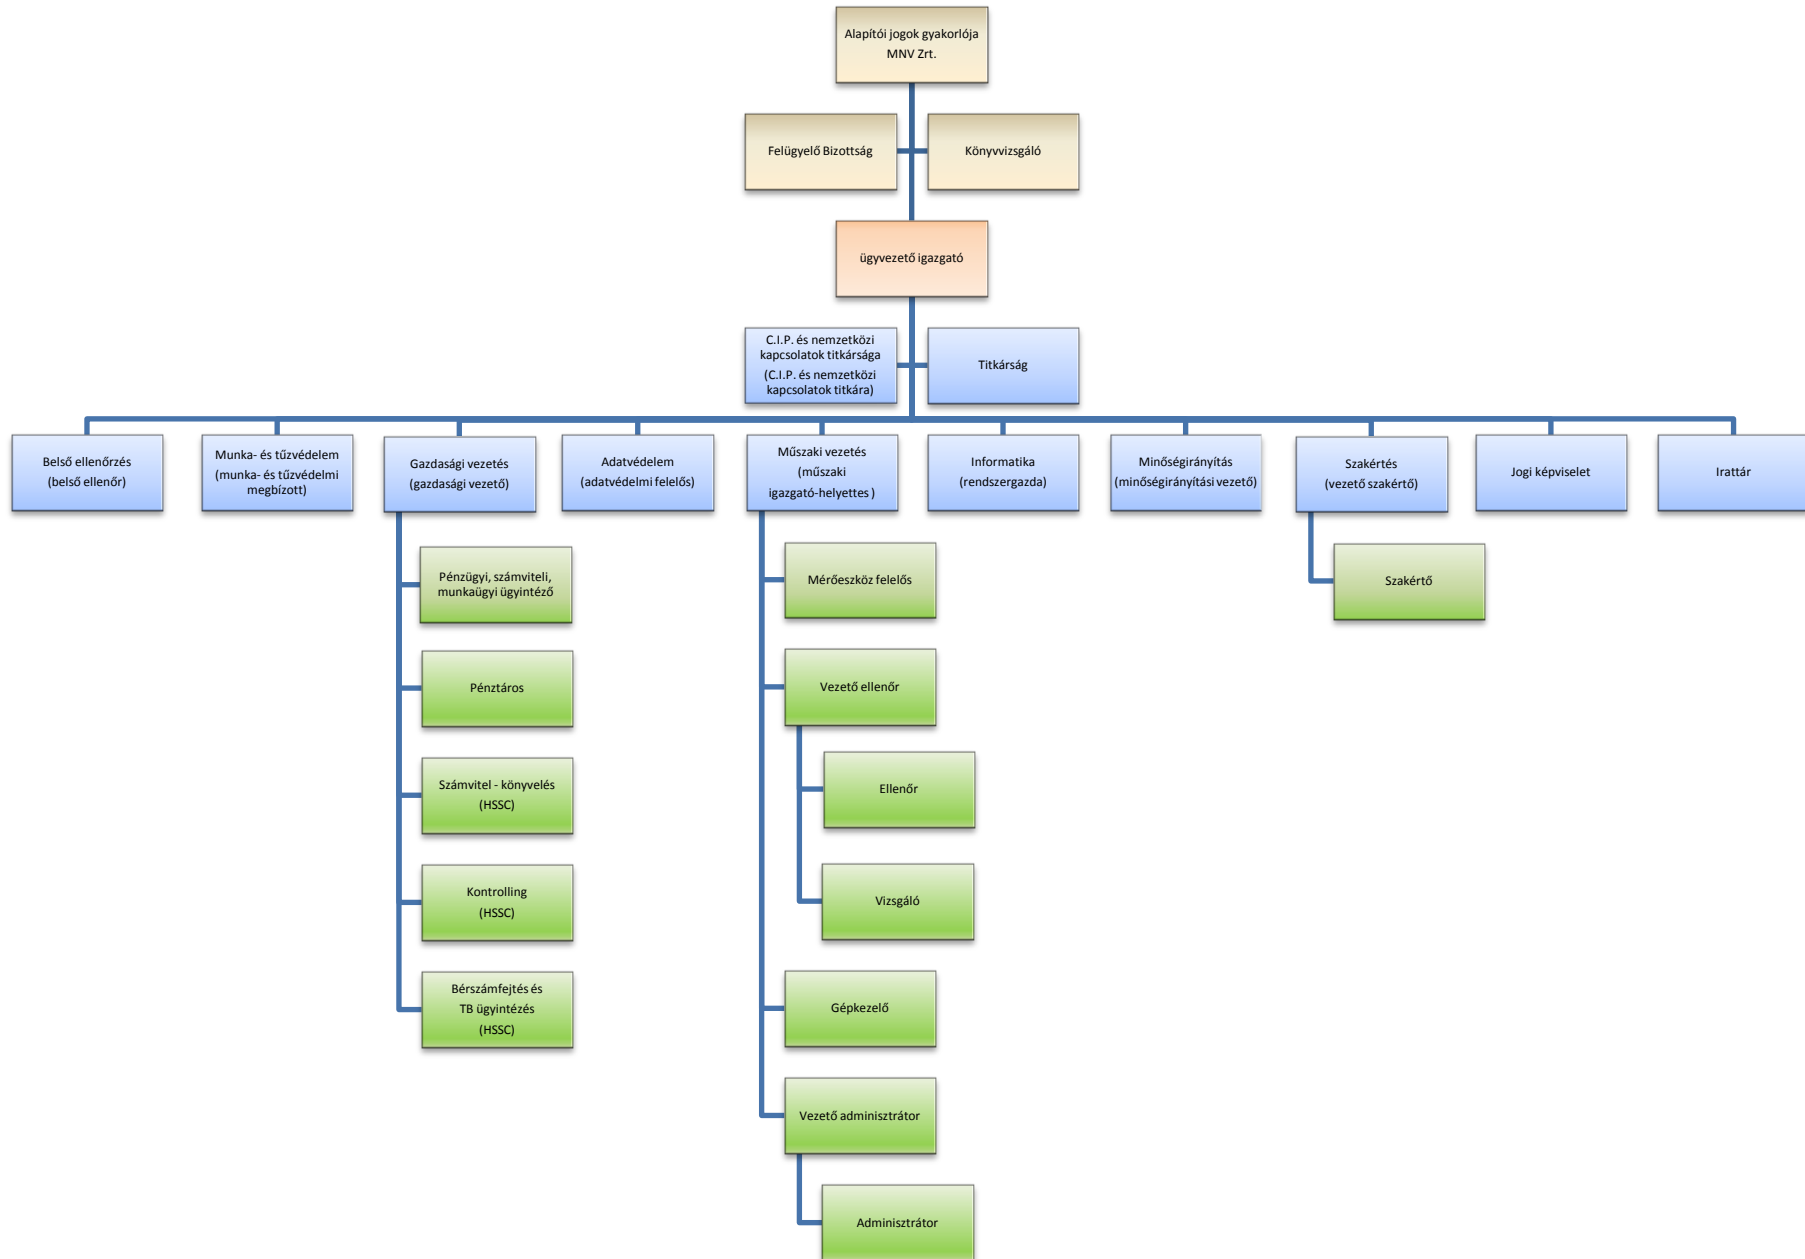 Alapítói jogok gyakorlója
MNV Zrt.
Felügyelő Bizottság
Könyvvizsgáló
ügyvezető igazgató
C.I.P. és nemzetközi
kapcsolatok titkársága
(C.I.P. és nemzetközi
kapcsolatok titkára)
Titkárság
Belső ellenőrzés
(belső ellenőr)
Munka- és tűzvédelem
(munka- és tűzvédelmi
megbízott)
Gazdasági vezetés
(gazdasági vezető)
Adatvédelem
(adatvédelmi felelős)
Műszaki vezetés
(műszaki
igazgató-helyettes )
Informatika
(rendszergazda)
Minőségirányítás
(minőségirányítási vezető)
Szakértés
(vezető szakértő)
Jogi képviselet
Irattár
Pénzügyi, számviteli,
munkaügyi ügyintéző
Pénztáros
Számvitel - könyvelés
(HSSC)
Kontrolling
(HSSC)
Bérszámfejtés és
TB ügyintézés
(HSSC)
Mérőeszköz felelős
Vezető ellenőr
Ellenőr
Vizsgáló
Gépkezelő
Vezető adminisztrátor
Adminisztrátor
Szakértő